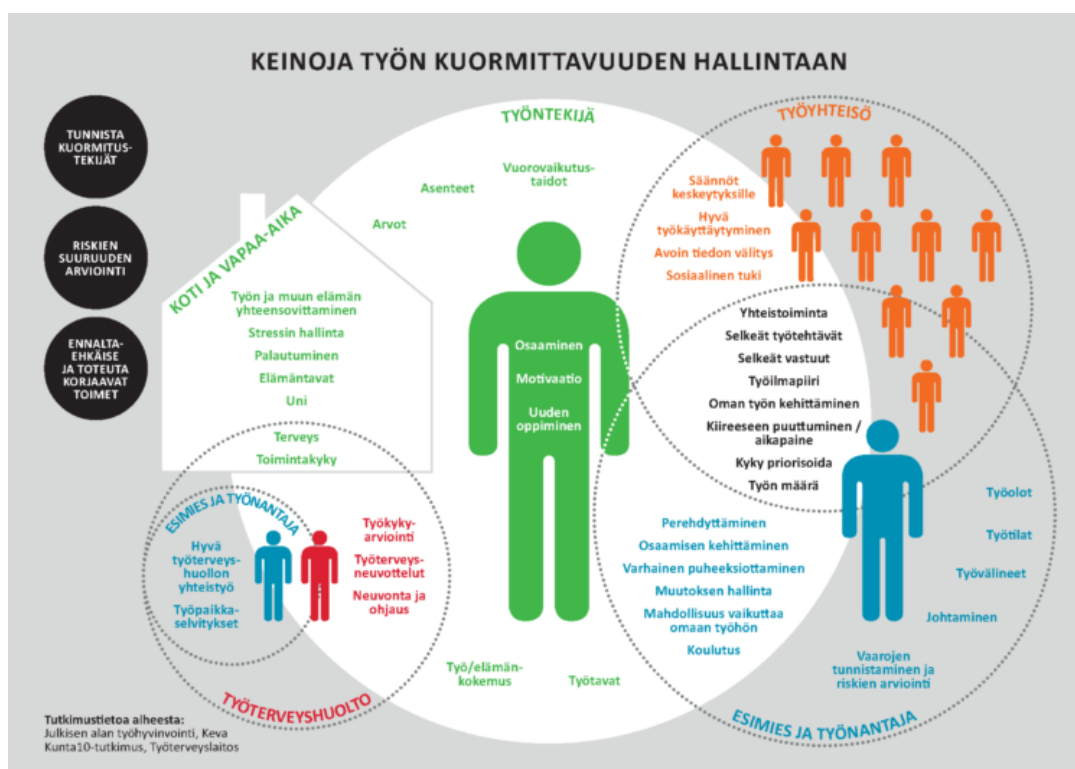 KEINOJA TYÖN KUORMITTAVUUDEN HALLINTAAN
TUNNISTA
KUORMITUS-
TEKIJÄT
RISKIEN
SUURUUDEN
ARVIOINTI
ENNALTA-
EHKÄISE
JA TOTEUTA
KORJAAVAT
TOIMET
TYÖNTEKIJÄ
Vuorovaikutus-
taidot
Asenteet
Arvot
Osaaminen
Motivaatio
Uuden
oppiminen
Työ/elämän-
kokemus
Työtavat
KOTI JA VAPAA-AIKA
Työn ja muun elämän
yhteensovittaminen
Stressin hallinta
Palautuminen
Elämäntavat
Uni
Terveys
Toimintakyky
ESIMIES JA TYÖNANTAJA
Hyvä
työterveys-
huollon
yhteistyö
Työpaikka-
selvitykset
Työkyky-
arviointi
Työterveys-
neuvottelut
Neuvonta ja
ohjaus
TYÖTERVEYSHUOLTO
TYÖYHTEISÖ
Säännöt
keskeytyksille
Hyvä
työkäyttäytyminen
Avoin tiedon välitys
Sosiaalinen tuki
Yhteistoiminta
Selkeät työtehtävät
Selkeät vastuut
Työilmapiiri
Oman työn kehittäminen
Kiireeseen puuttuminen /
aikapaine
Kyky priorisoida
Työn määrä
Perehdyttäminen
Osaamisen kehittäminen
Varhainen puheeksiottaminen
Muutoksen hallinta
Mahdollisuus vaikuttaa
omaan työhön
Koulutus
Työolot
Työtilat
Työvälineet
Johtaminen
Vaarojen
tunnistaminen ja
riskien arviointi
ESIMIES JA TYÖNANTAJA
Tutkimustietoa aiheesta:
Julkisen alan työhyvinvointi, Keva
Kunta10-tutkimus, Työterveyslaitos